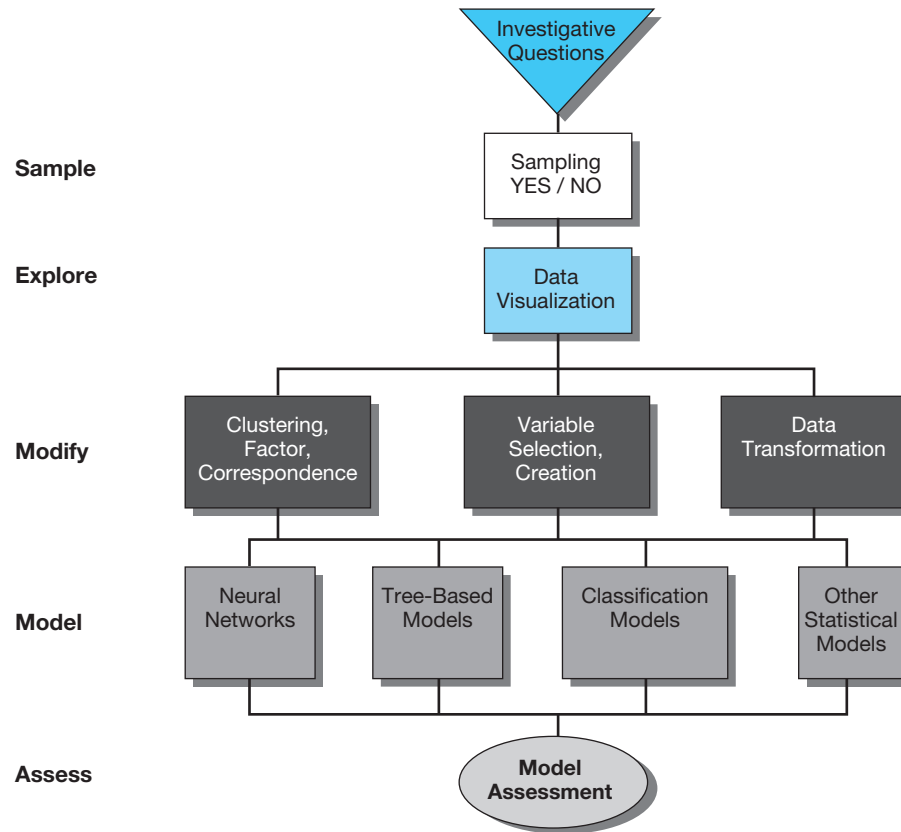 Investigative
Questions
Sample
Sampling
YES / NO
Explore
Data
Visualization
Modify
Clustering,
Factor,
Correspondence
Variable
Selection,
Creation
Data
Transformation
Model
Neural
Networks
Tree-Based
Models
Classification
Models
Other
Statistical
Models
Assess
Model
Assessment